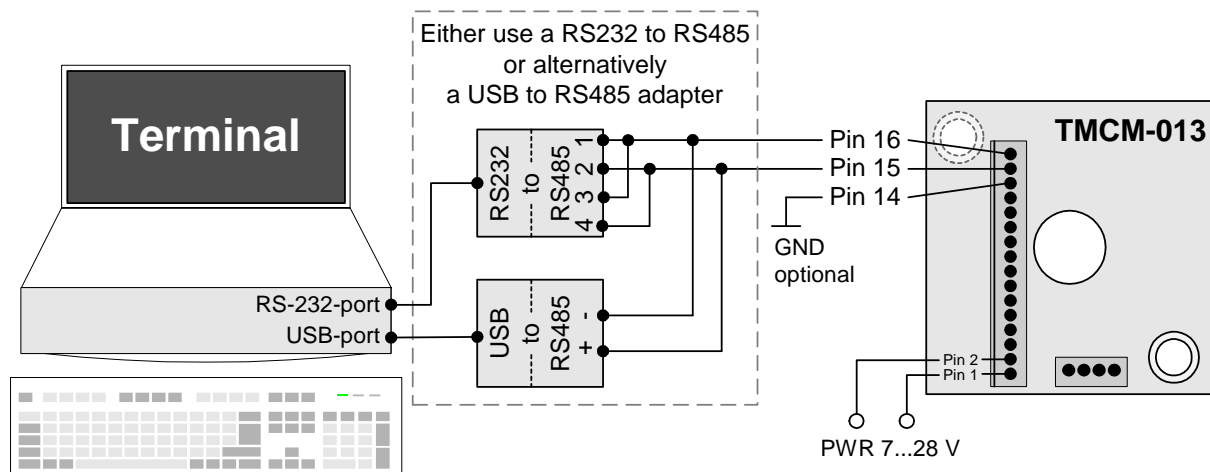 Either use a RS232 to RS485
or alternatively
a USB to RS485 adapter
Terminal
RS-232-port
USB-port
RS232
to
RS485
1
2
3
4
USB
to
RS485
-
+
Pin 16
Pin 15
Pin 14
GND
optional
TMCM-013
Pin 2
Pin 1
PWR 7...28 V